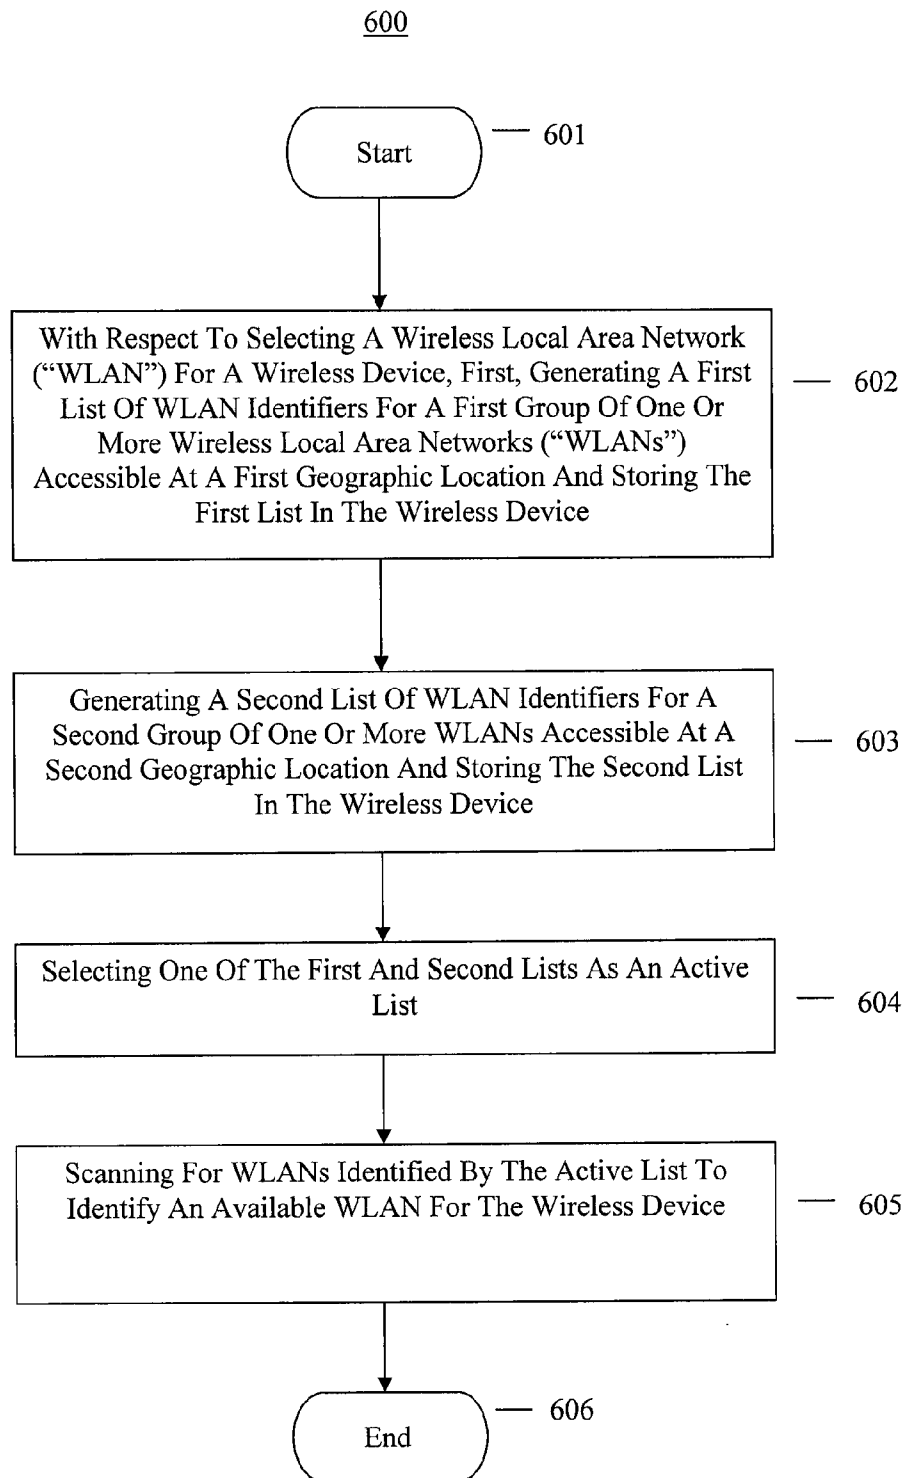 600
Start
601
With Respect To Selecting A Wireless Local Area Network
(“WLAN”) For A Wireless Device, First, Generating A First
List Of WLAN Identifiers For A First Group Of One Or
More Wireless Local Area Networks (“WLANs”)
Accessible At A First Geographic Location And Storing The
First List In The Wireless Device
602
Generating A Second List Of WLAN Identifiers For A
Second Group Of One Or More WLANs Accessible At A
Second Geographic Location And Storing The Second List
In The Wireless Device
603
Selecting One Of The First And Second Lists As An Active
List
604
Scanning For WLANs Identified By The Active List To
Identify An Available WLAN For The Wireless Device
605
End
606